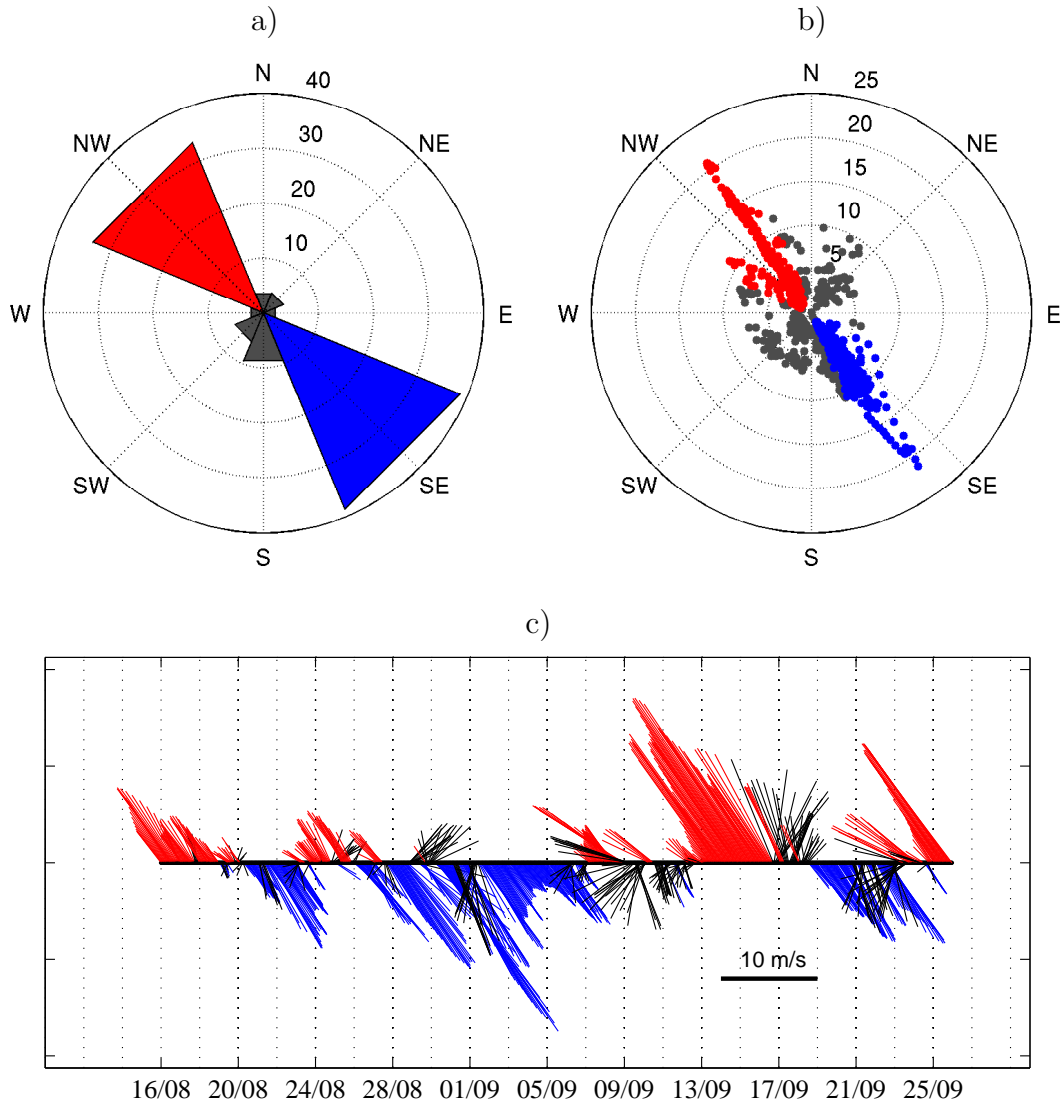 a) b)
N 40 N 25
NW 30 NE NW 20 NE
20 15
10 10
5
W E W E
SW SE SW SE
S S
c)
10 m/s
16/08 20/08 24/08 28/08 01/09 05/09 09/09 13/09 17/09 21/09 25/09